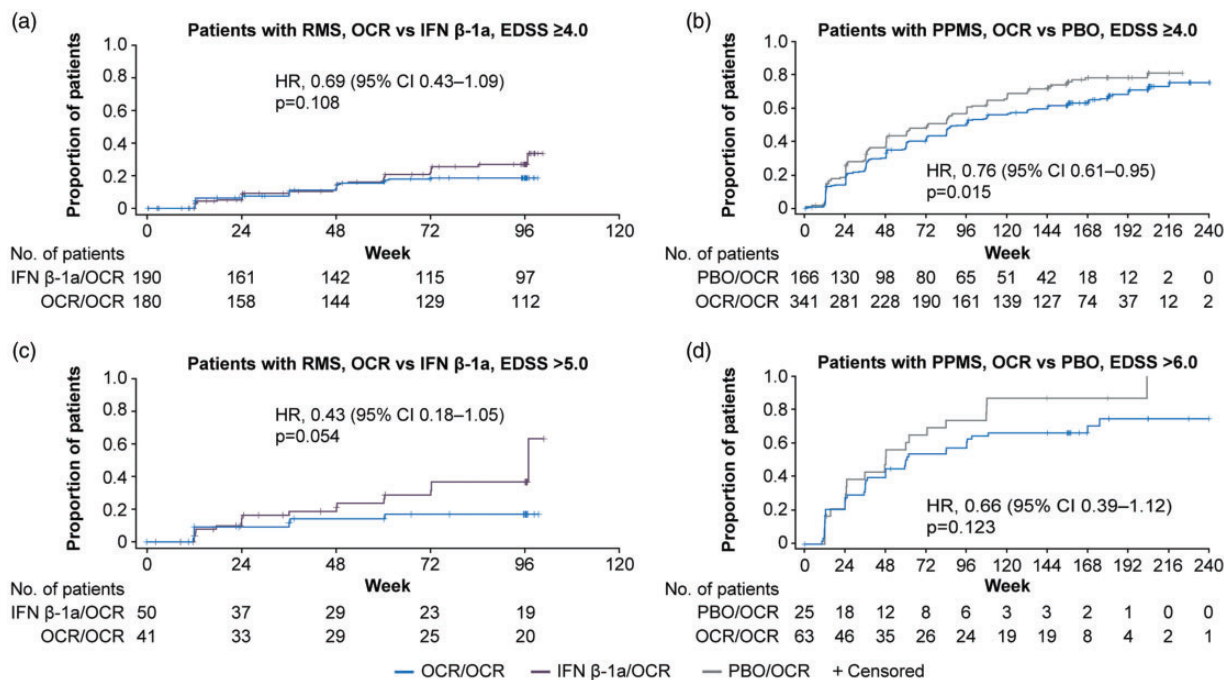 (a)
Patients with RMS, OCR vs IFN β-1a, EDSS ≥4.0
Proportion of patients
1.0
0.8
0.6
0.4
0.2
0
HR, 0.69 (95% CI 0.43–1.09)
p=0.108
0 24 48 72 96 120
Week
No. of patients
IFN β-1a/OCR 190 161 142 115 97
OCR/OCR 180 158 144 129 112
(b)
Patients with PPMS, OCR vs PBO, EDSS ≥4.0
Proportion of patients
1.0
0.8
0.6
0.4
0.2
0
HR, 0.76 (95% CI 0.61–0.95)
p=0.015
0 24 48 72 96 120 144 168 192 216 240
Week
No. of patients
PBO/OCR 166 130 98 80 65 51 42 18 12 2 0
OCR/OCR 341 281 228 190 161 139 127 74 37 12 2
(c)
Patients with RMS, OCR vs IFN β-1a, EDSS >5.0
Proportion of patients
1.0
0.8
0.6
0.4
0.2
0
HR, 0.43 (95% CI 0.18–1.05)
p=0.054
0 24 48 72 96 120
Week
No. of patients
IFN β-1a/OCR 50 37 29 23 19
OCR/OCR 41 33 29 25 20
(d)
Patients with PPMS, OCR vs PBO, EDSS >6.0
Proportion of patients
1.0
0.8
0.6
0.4
0.2
0
HR, 0.66 (95% CI 0.39–1.12)
p=0.123
0 24 48 72 96 120 144 168 192 216 240
Week
No. of patients
PBO/OCR 25 18 12 8 6 3 3 2 1 0 0
OCR/OCR 63 46 35 26 24 19 19 8 4 2 1
OCR/OCR IFN β-1a/OCR PBO/OCR + Censored